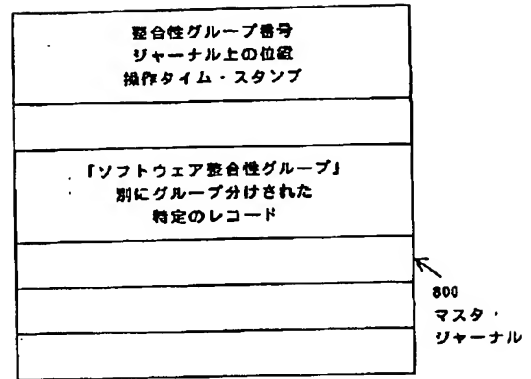 整合性グループ番号
ジャーナル上の位置
操作タイム・スタンプ
「ソフトウェア整合性グループ」
別にグループ分けされた
特定のレコード
800
マスタ・
ジャーナル